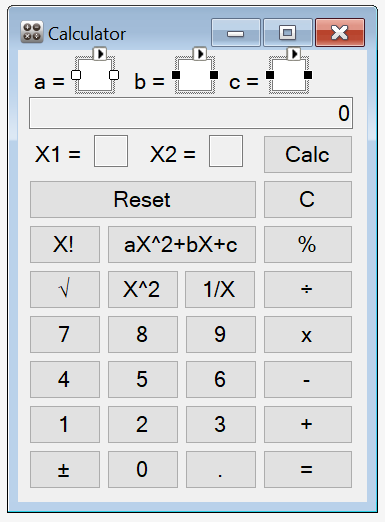 Calculator
a = b = c =
0
X1 = X2 = Calc
Reset C
X! aX^2+bX+c %
√ X^2 1/X ÷
7 8 9 x
4 5 6 -
1 2 3 +
± 0 . =